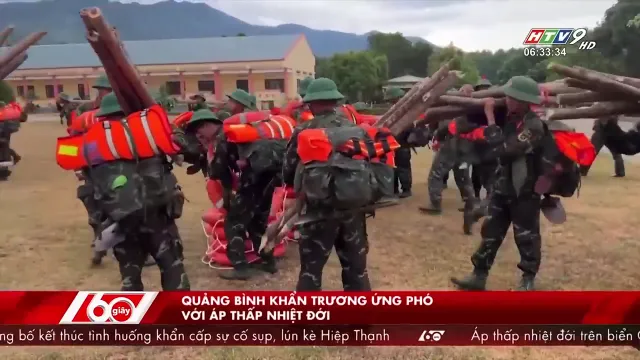 HTV9 HD
06:33:34
60 giây
QUẢNG BÌNH KHẨN TRƯƠNG ỨNG PHÓ
VỚI ÁP THẤP NHIỆT ĐỚI
ng bố kết thúc tình huống khẩn cấp sự cố sụp, lún kè Hiệp Thạnh 60 Áp thấp nhiệt đới trên biển